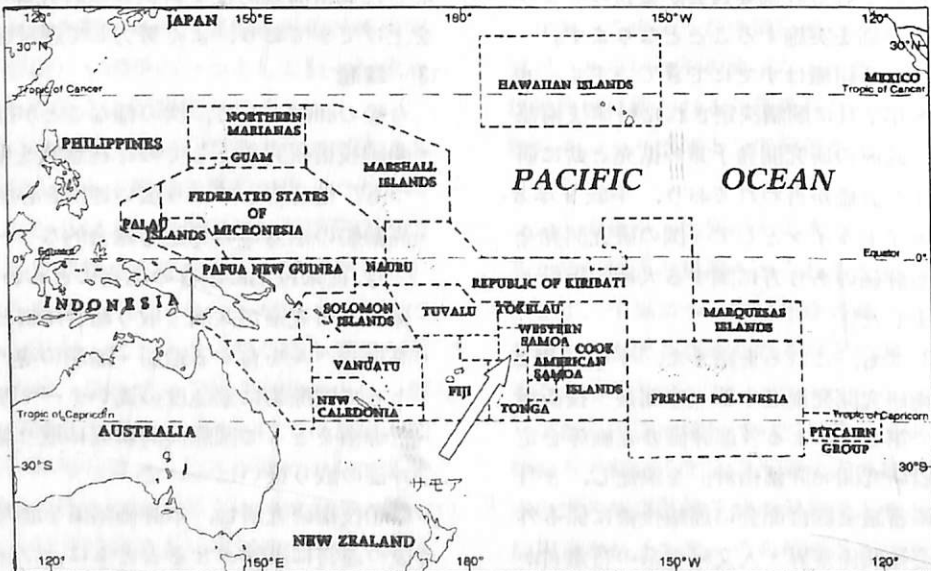 JAPAN
150°E
180°
150°W
120°
30°N
30°N
HAWAIIAN ISLANDS
MEXICO
Tropic of Cancer
Tropic of Cancer
NORTHERN
MARIANAS
PHILIPPINES
GUAM
MARSHALL
ISLANDS
PACIFIC OCEAN
FEDERATED STATES
OF
MICRONESIA
PALAU
ISLANDS
Equator
0°
Equator
0°
PAPUA NEW GUINEA
NAURU
REPUBLIC OF KIRIBATI
INDONESIA
SOLOMON
ISLANDS
TUVALU
TOKELAU
MARQUESAS
ISLANDS
WESTERN
SAMOA
COOK
ISLANDS
AMERICAN
SAMOA
VANUATU
FIJI
NEW
CALEDONIA
TONGA
FRENCH POLYNESIA
Tropic of Capricorn
Tropic of Capricorn
AUSTRALIA
PITCAIRN
GROUP
30°S
30°S
サモア
NEW ZEALAND
150°E
180°
150°W
120°